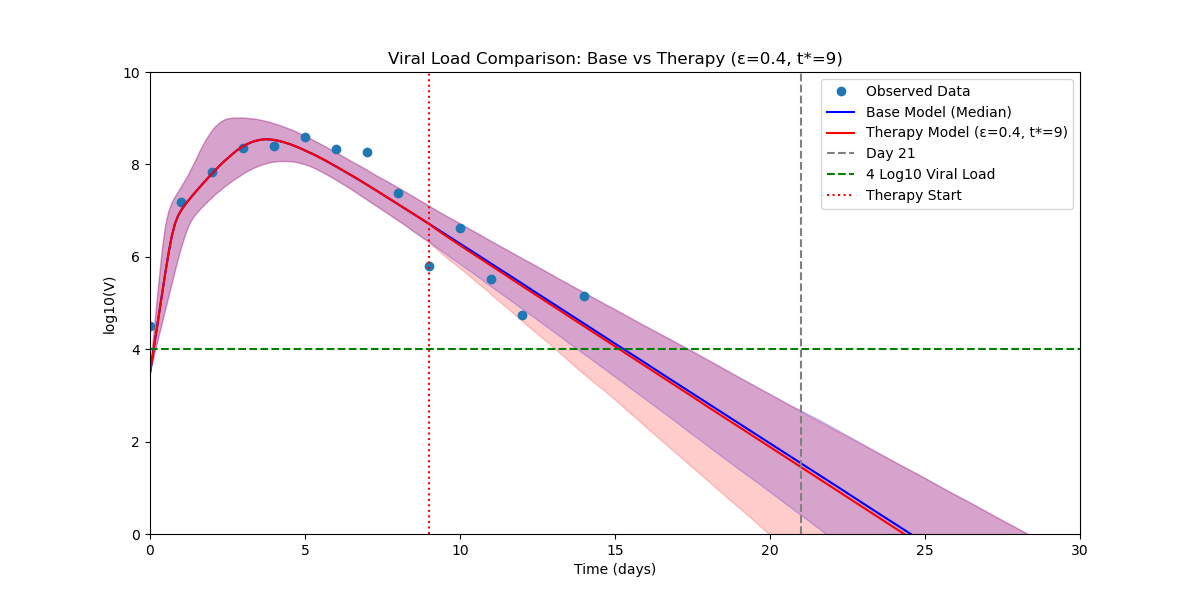 Viral Load Comparison: Base vs Therapy (ε=0.4, t*=9)
Observed Data
Base Model (Median)
Therapy Model (ε=0.4, t*=9)
Day 21
4 Log10 Viral Load
Therapy Start
log10(V)
10
8
6
4
2
0
0 5 10 15 20 25 30
Time (days)